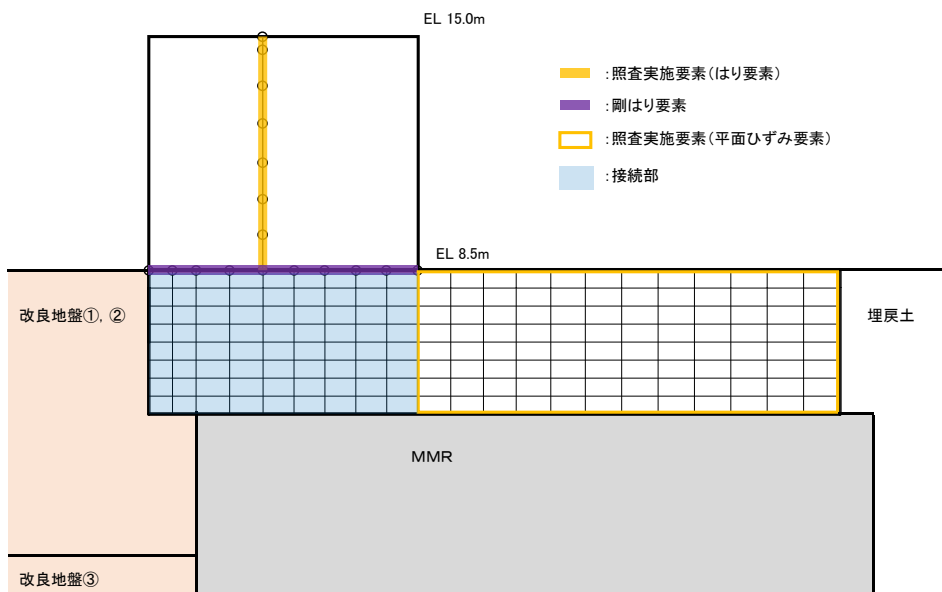 EL 15.0m
:照査実施要素(はり要素)
:剛はり要素
:照査実施要素(平面ひずみ要素)
:接続部
EL 8.5m
改良地盤①, ②
埋戻土
MMR
改良地盤③